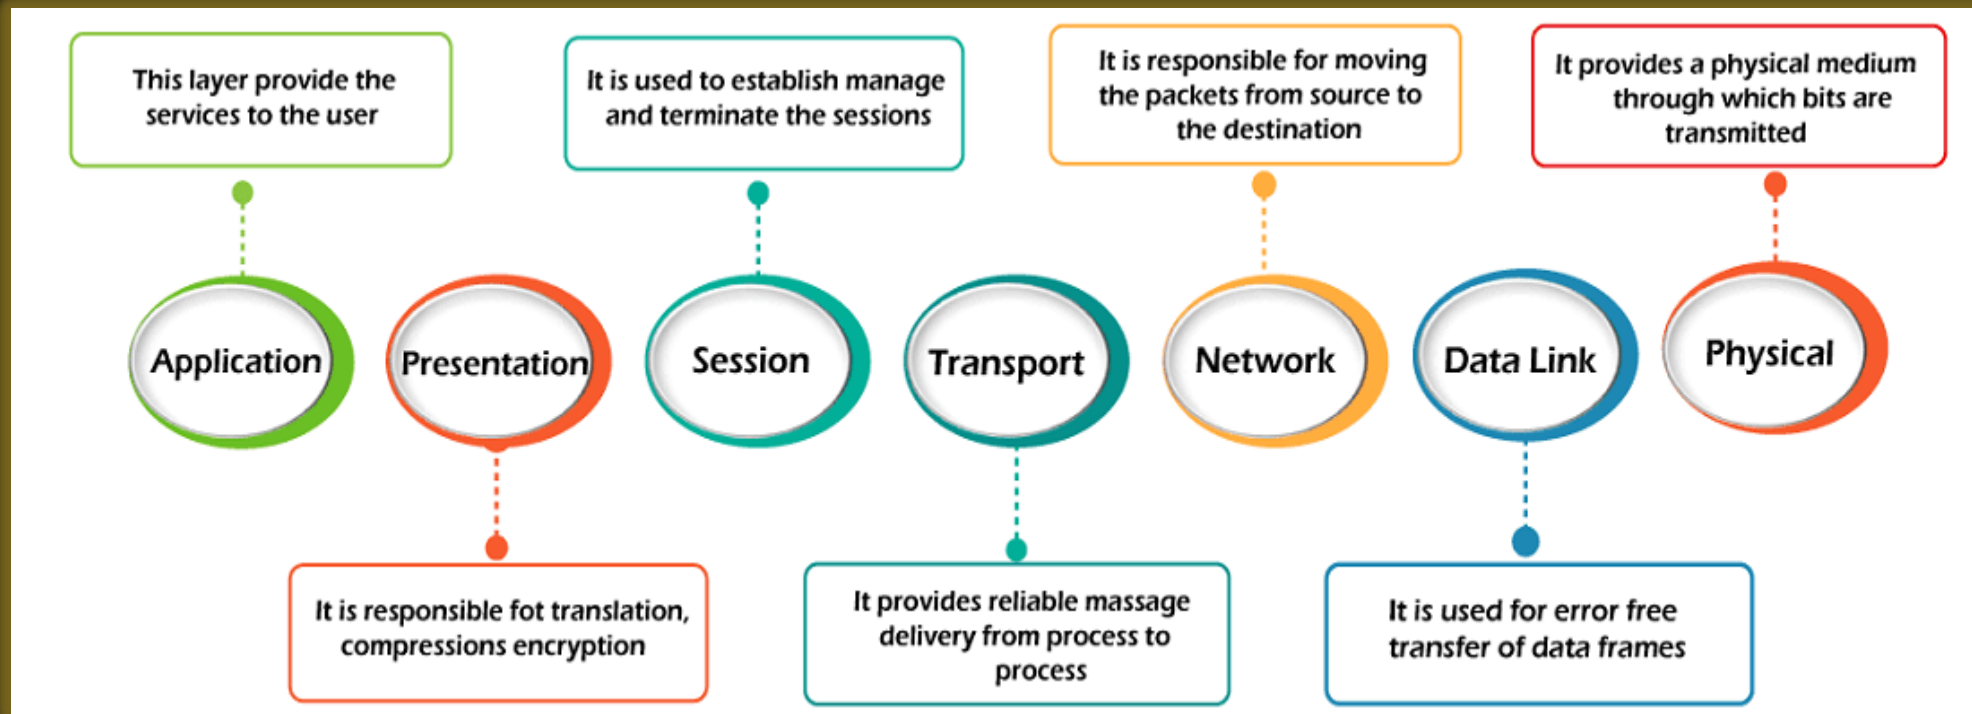 This layer provide the
services to the user
It is used to establish manage
and terminate the sessions
It is responsible for moving
the packets from source to
the destination
It provides a physical medium
through which bits are
transmitted
Application
Presentation
Session
Transport
Network
Data Link
Physical
It is responsible fot translation,
compressions encryption
It provides reliable massage
delivery from process to
process
It is used for error free
transfer of data frames